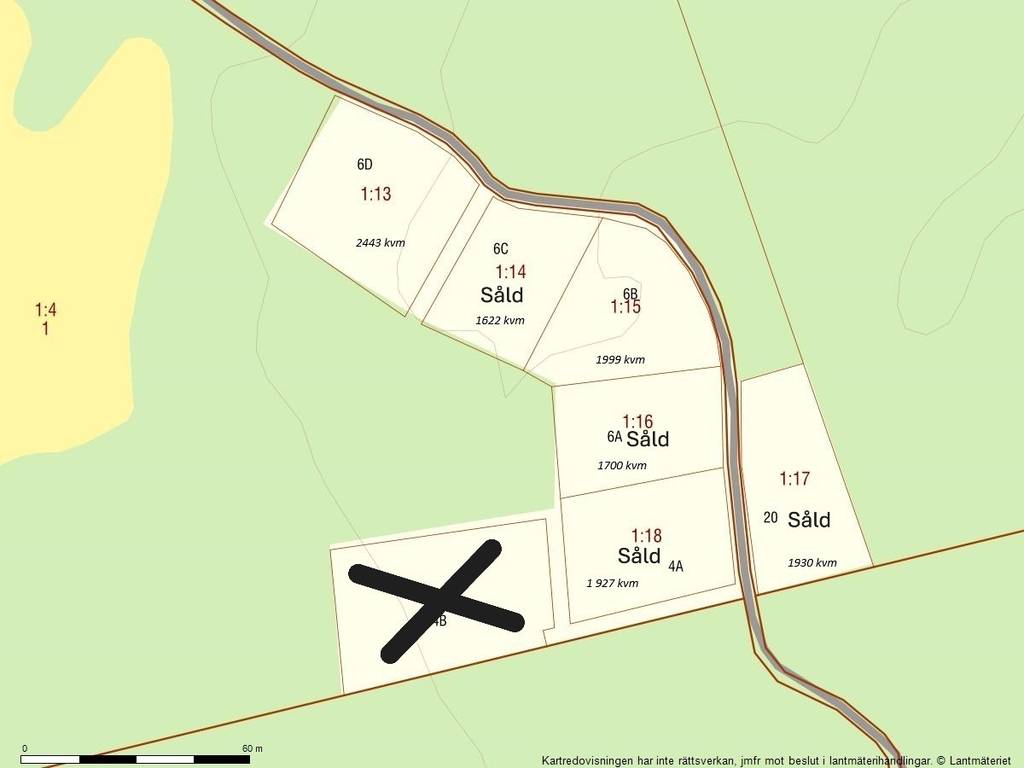 6D
1:13
2443 kvm
6C
1:14
Såld
1622 kvm
6B
1:15
1999 kvm
1:4
1
1:16
6A Såld
1700 kvm
1:17
20 Såld
1930 kvm
1:18
Såld
4A
1 927 kvm
4B
0 60 m
Kartredovisningen har inte rättsverkan, jmfr mot beslut i lantmäterihandlingar. © Lantmäteriet